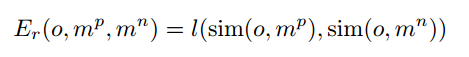 E_r(o, m^p, m^n) = l(sim(o, m^p), sim(o, m^n))